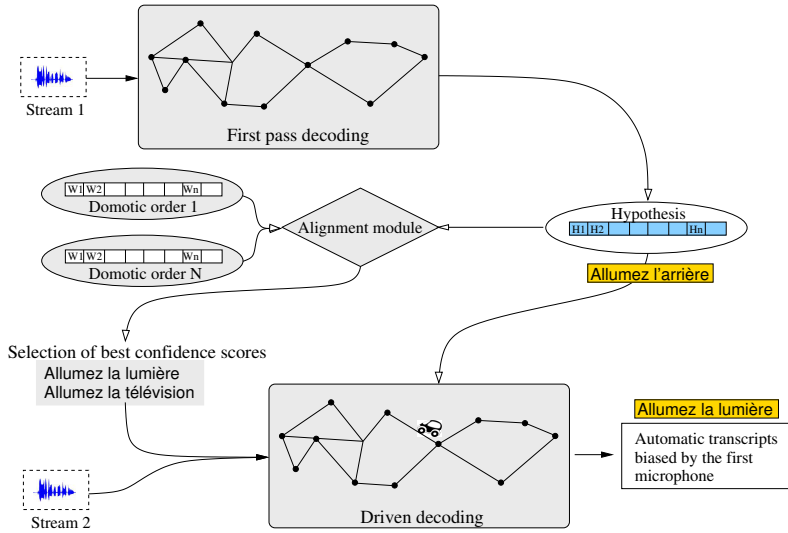 Stream 1
First pass decoding
W1 W2 Wn
Domotic order 1
Alignment module
Hypothesis
H1 H2 Hn
W1 W2 Wn
Domotic order N
Allumez l'arrière
Selection of best confidence scores
Allumez la lumière
Allumez la télévision
Allumez la lumière
Automatic transcripts
biased by the first
microphone
Stream 2
Driven decoding